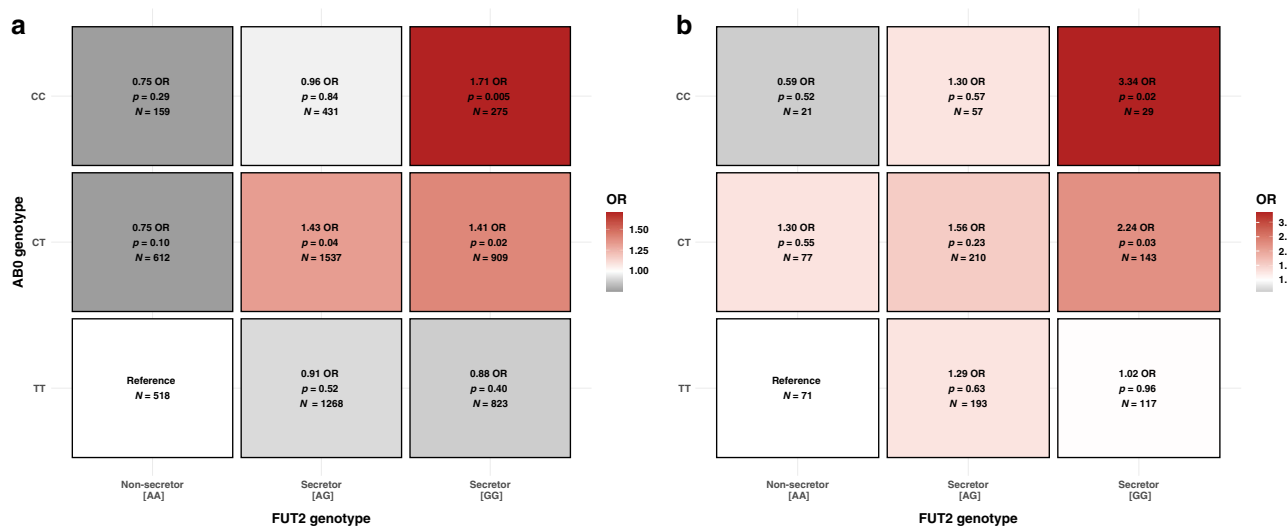 a
AB0 genotype
CC
0.75 OR
p = 0.29
N = 159
0.96 OR
p = 0.84
N = 431
1.71 OR
p = 0.005
N = 275
CT
0.75 OR
p = 0.10
N = 612
1.43 OR
p = 0.04
N = 1537
1.41 OR
p = 0.02
N = 909
TT
Reference
N = 518
0.91 OR
p = 0.52
N = 1268
0.88 OR
p = 0.40
N = 823
Non-secretor
[AA]
Secretor
[AG]
Secretor
[GG]
FUT2 genotype
OR
1.50
1.25
1.00
b
CC
0.59 OR
p = 0.52
N = 21
1.30 OR
p = 0.57
N = 57
3.34 OR
p = 0.02
N = 29
CT
1.30 OR
p = 0.55
N = 77
1.56 OR
p = 0.23
N = 210
2.24 OR
p = 0.03
N = 143
TT
Reference
N = 71
1.29 OR
p = 0.63
N = 193
1.02 OR
p = 0.96
N = 117
Non-secretor
[AA]
Secretor
[AG]
Secretor
[GG]
FUT2 genotype
OR
3.
2.
1.
1.